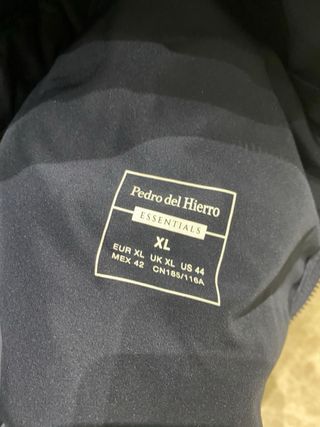 Pedro del Hierro
ESSENTIALS
XL
EUR XL UK XL US 44
MEX 42 CN185/116A